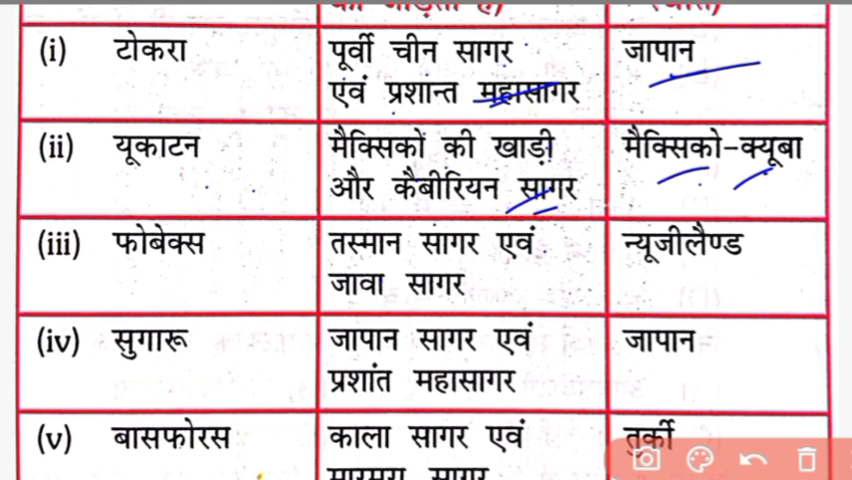 (i) टोकरा पूर्वी चीन सागर जापान
एवं प्रशान्त महासागर
(ii) यूकाटन मैक्सिको की खाड़ी मैक्सिको-क्यूबा
और कैबीरियन सागर
(iii) फोबेक्स तस्मान सागर एवं न्यूजीलैण्ड
जावा सागर
(iv) सुगारू जापान सागर एवं जापान
प्रशांत महासागर
(v) बासफोरस काला सागर एवं तुर्की